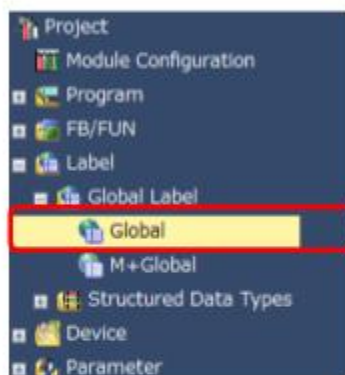 Project
Module Configuration
Program
FB/FUN
Label
Global Label
Global
M+Global
Structured Data Types
Device
Parameter